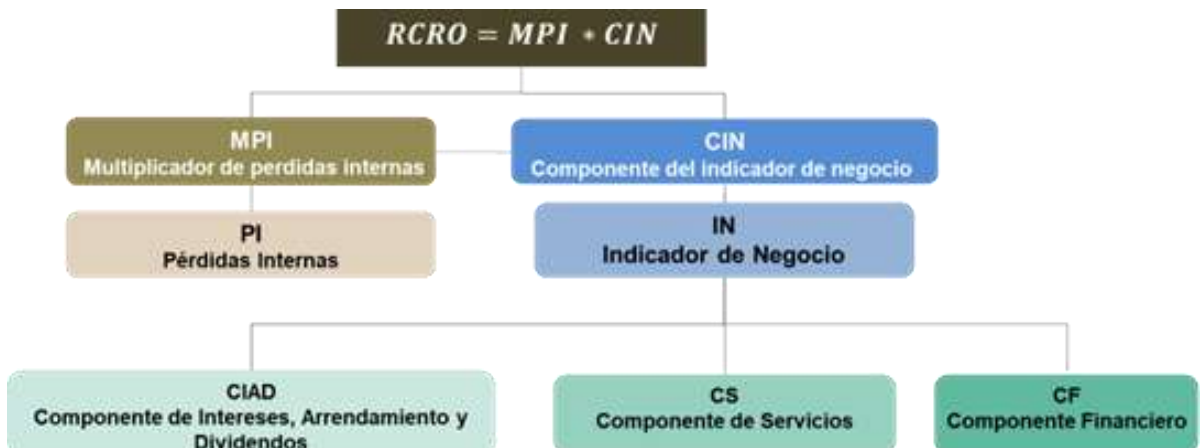 RCRO = MPI * CIN
MPI
Multiplicador de perdidas internas
CIN
Componente del indicador de negocio
PI
Pérdidas Internas
IN
Indicador de Negocio
CIAD
Componente de Intereses, Arrendamiento y
Dividendos
CS
Componente de Servicios
CF
Componente Financiero